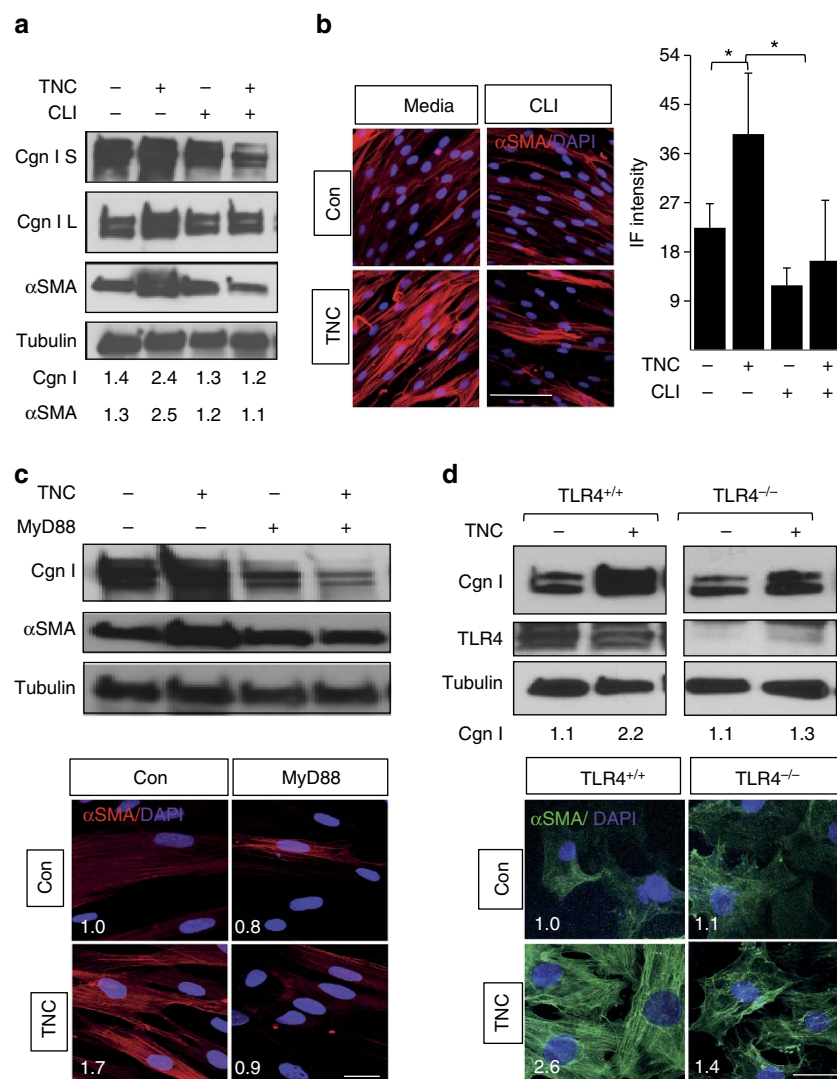 a
TNC – + – +
CLI – – + +
Cgn I S
Cgn I L
αSMA
Tubulin
Cgn I 1.4 2.4 1.3 1.2
αSMA 1.3 2.5 1.2 1.1
b
Media CLI
αSMA/DAPI
Con
TNC
* *
54
45
36
27
18
9
IF intensity
TNC – + – +
CLI – – + +
c
TNC – + – +
MyD88 – – + +
Cgn I
αSMA
Tubulin
Con MyD88
αSMA/DAPI
Con
1.0 0.8
TNC
1.7 0.9
d
TLR4+/+ TLR4–/–
TNC – + – +
Cgn I
TLR4
Tubulin
Cgn I 1.1 2.2 1.1 1.3
TLR4+/+ TLR4–/–
αSMA/ DAPI
Con
1.0 1.1
TNC
2.6 1.4